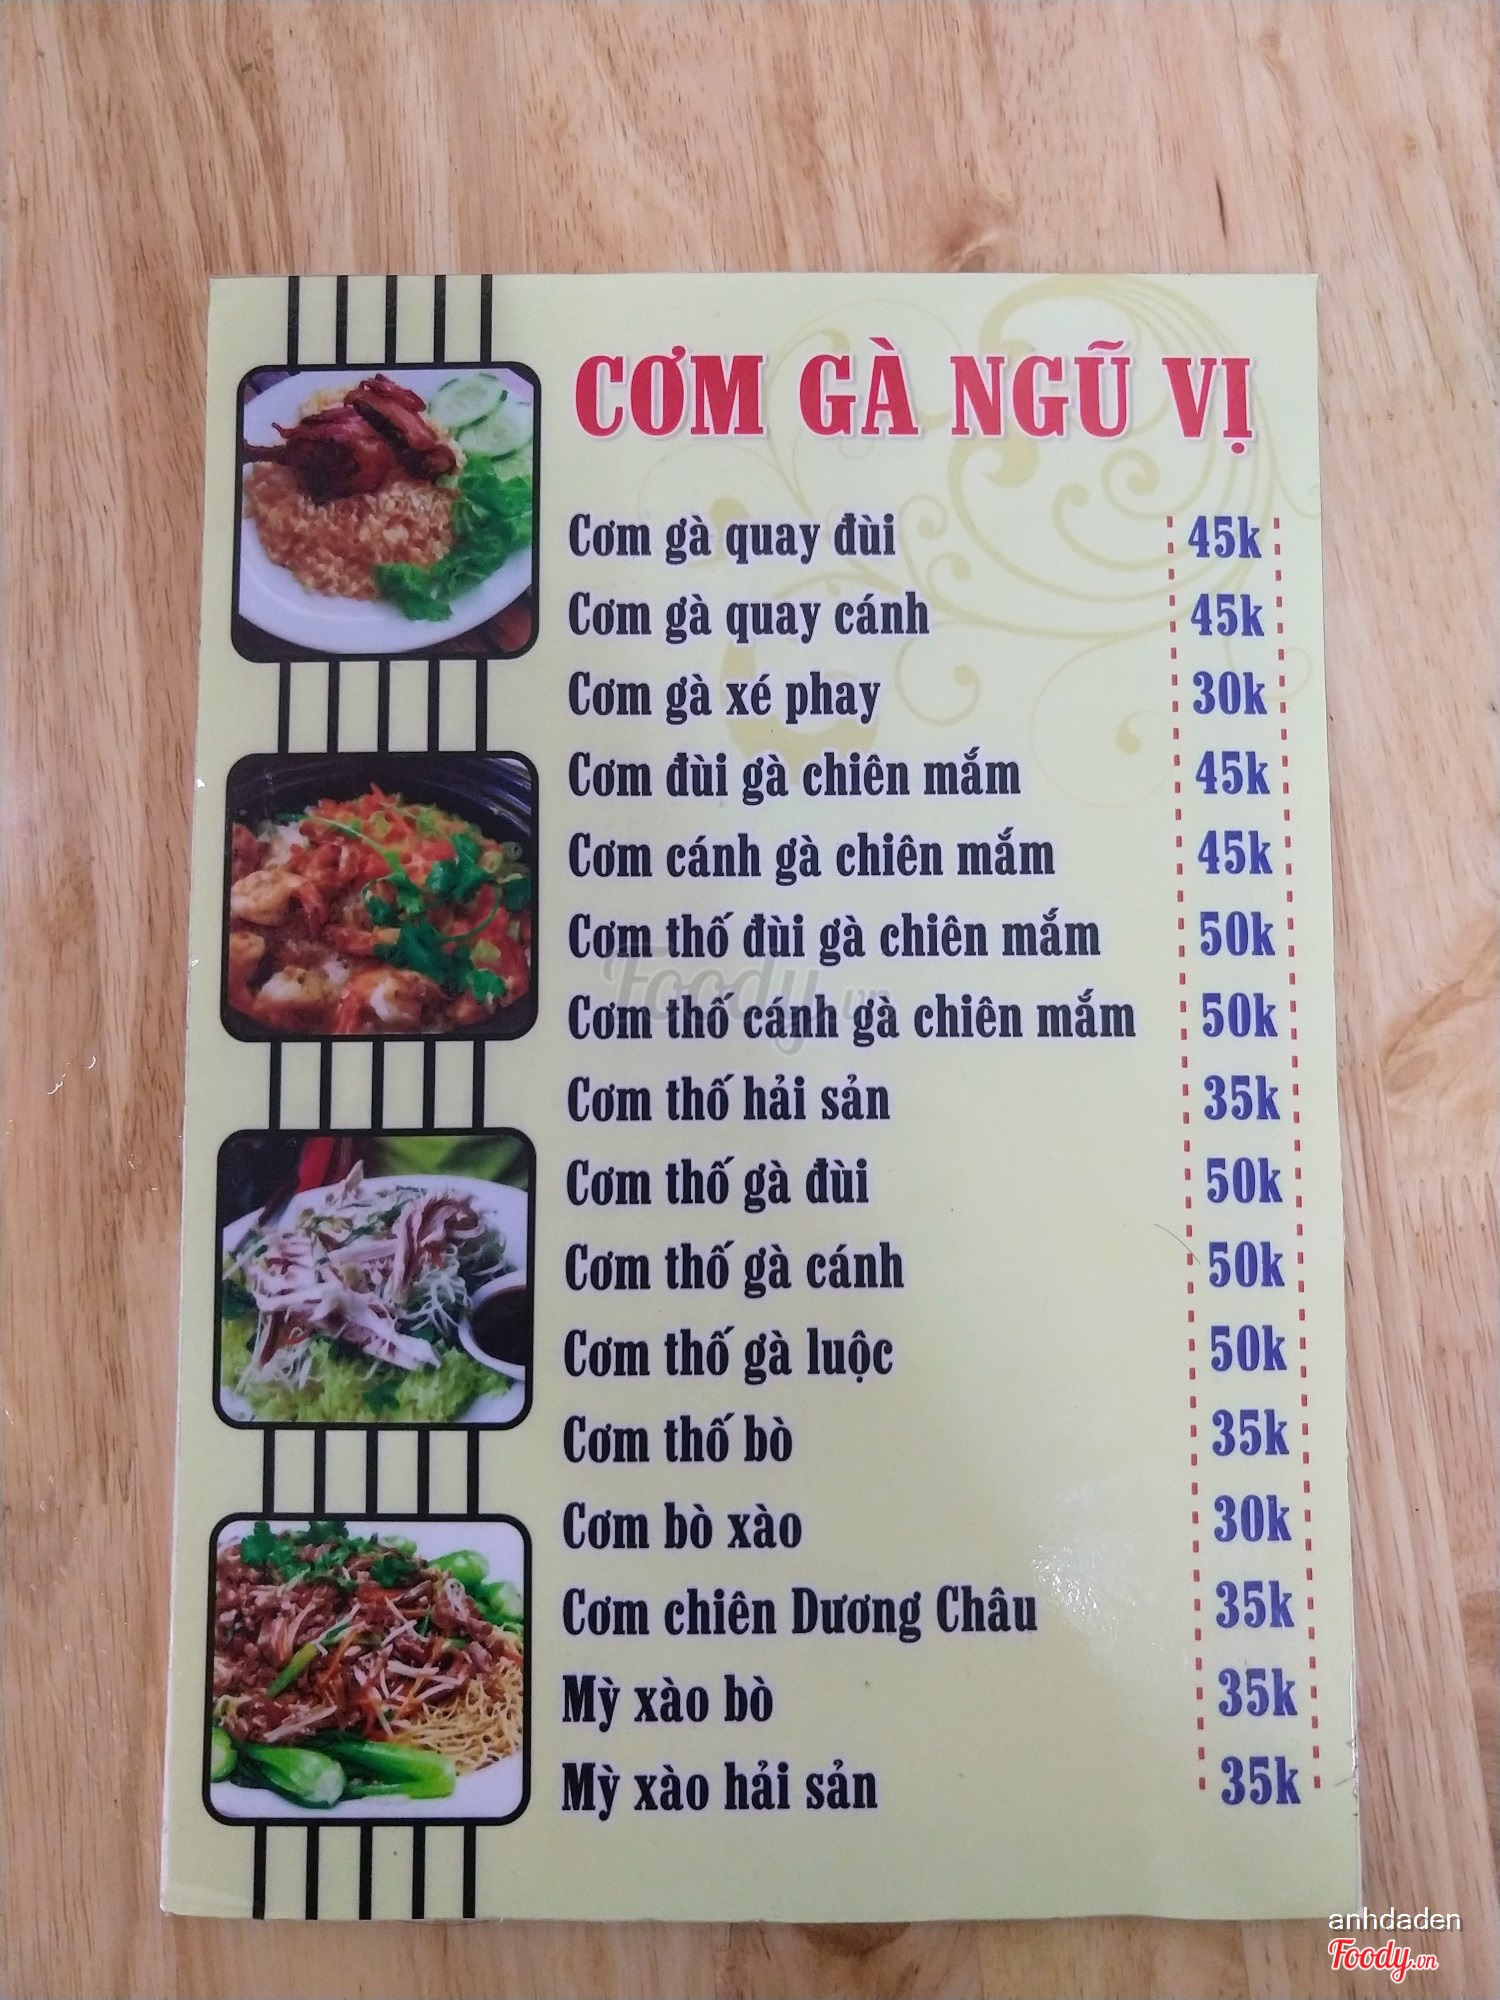 CƠM GÀ NGŨ VỊ
Cơm gà quay đùi 45k
Cơm gà quay cánh 45k
Cơm gà xé phay 30k
Cơm đùi gà chiên mắm 45k
Cơm cánh gà chiên mắm 45k
Cơm thố đùi gà chiên mắm 50k
Foody.vn
Cơm thố cánh gà chiên mắm 50k
Cơm thố hải sản 35k
Cơm thố gà đùi 50k
Cơm thố gà cánh 50k
Cơm thố gà luộc 50k
Cơm thố bò 35k
Cơm bò xào 30k
Cơm chiên Dương Châu 35k
Mỳ xào bò 35k
Mỳ xào hải sản 35k
anhdaden
Foody.vn